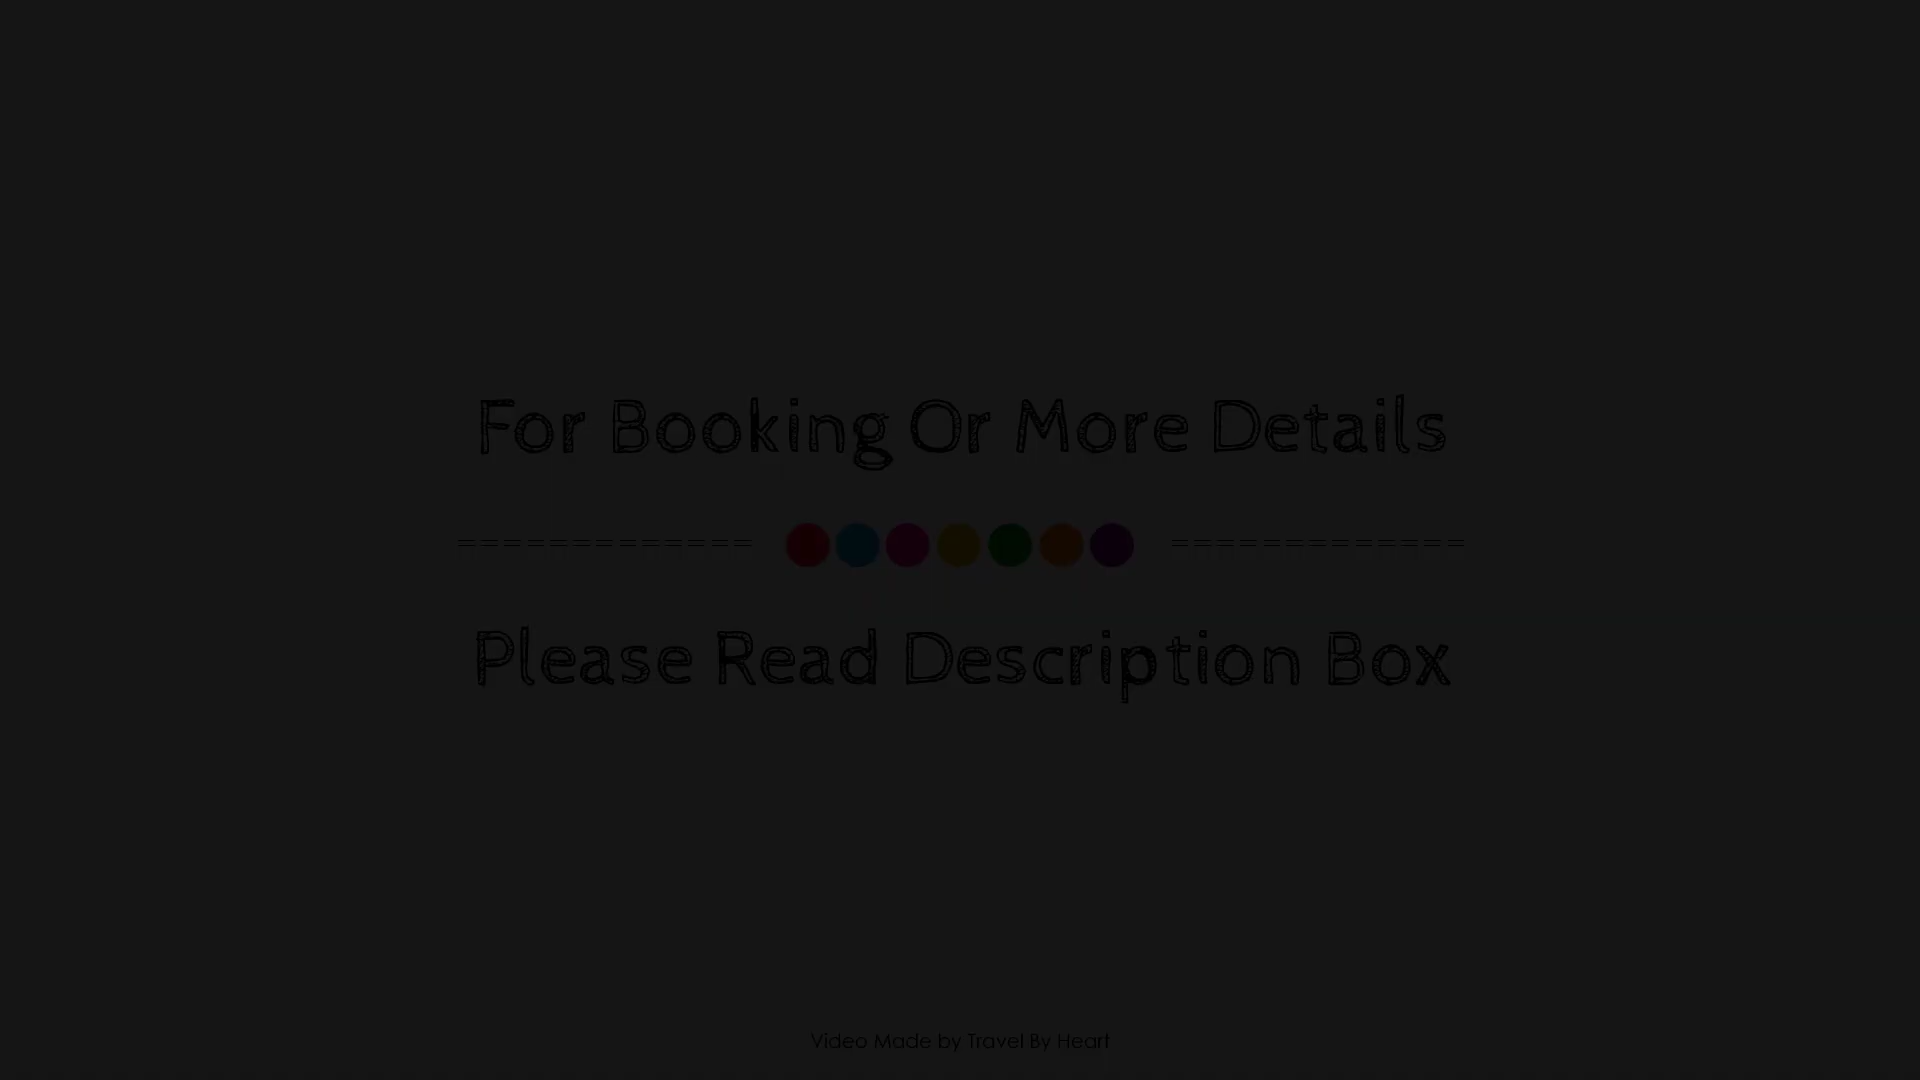 For Booking Or More Details
============= =============
Please Read Description Box
Video Made by Travel By Heart